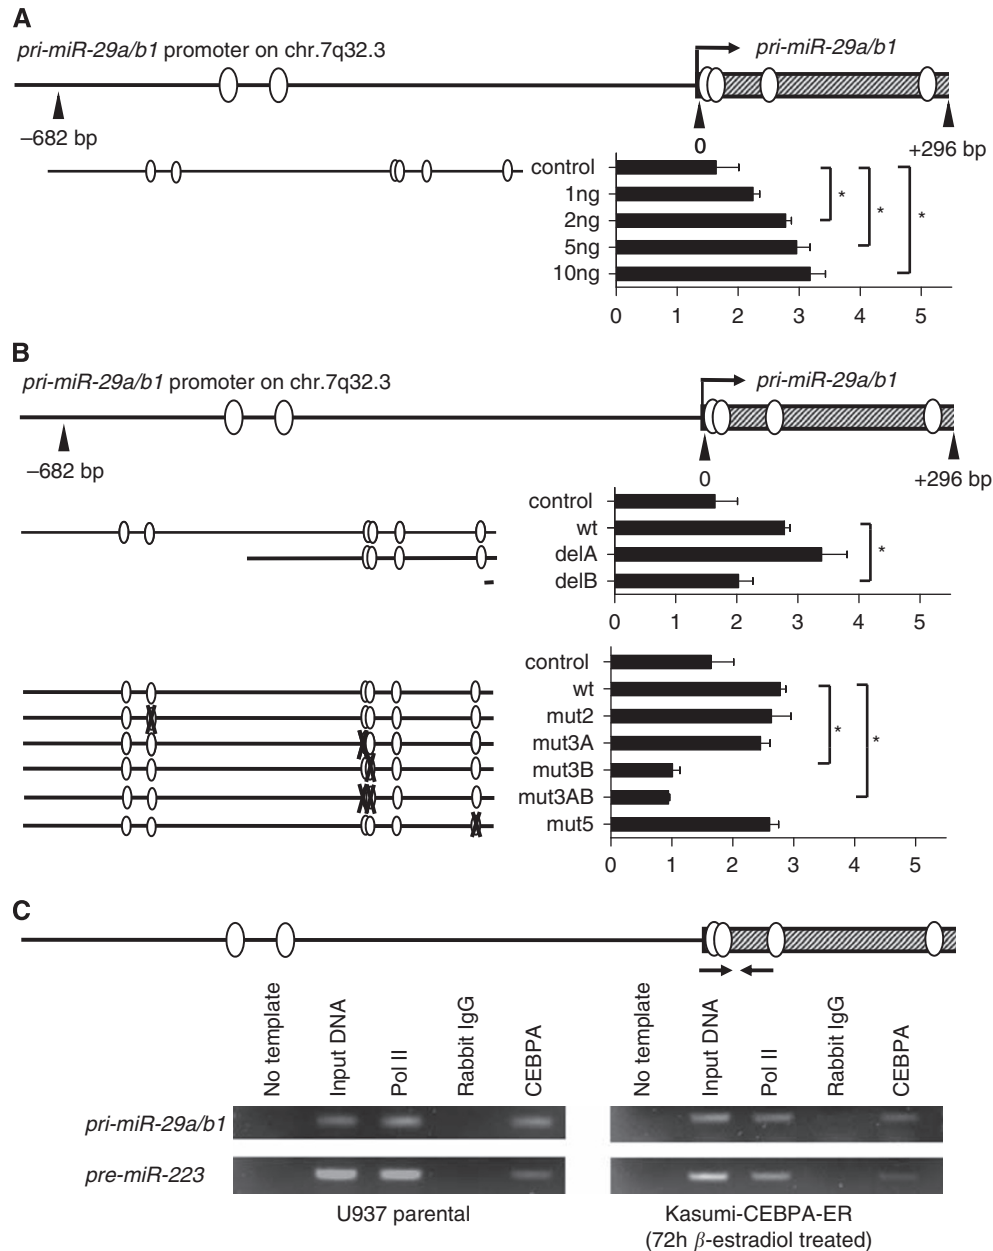 A
pri-miR-29a/b1 promoter on chr.7q32.3
pri-miR-29a/b1
–682 bp
0
+296 bp
control
1ng
2ng
5ng
10ng
*
*
*
0 1 2 3 4 5
B
pri-miR-29a/b1 promoter on chr.7q32.3
pri-miR-29a/b1
–682 bp
0
+296 bp
control
wt
delA
delB
*
0 1 2 3 4 5
control
wt
mut2
mut3A
mut3B
mut3AB
mut5
*
*
0 1 2 3 4 5
C
No template
Input DNA
Pol II
Rabbit IgG
CEBPA
No template
Input DNA
Pol II
Rabbit IgG
CEBPA
pri-miR-29a/b1
pre-miR-223
U937 parental
Kasumi-CEBPA-ER
(72h β-estradiol treated)